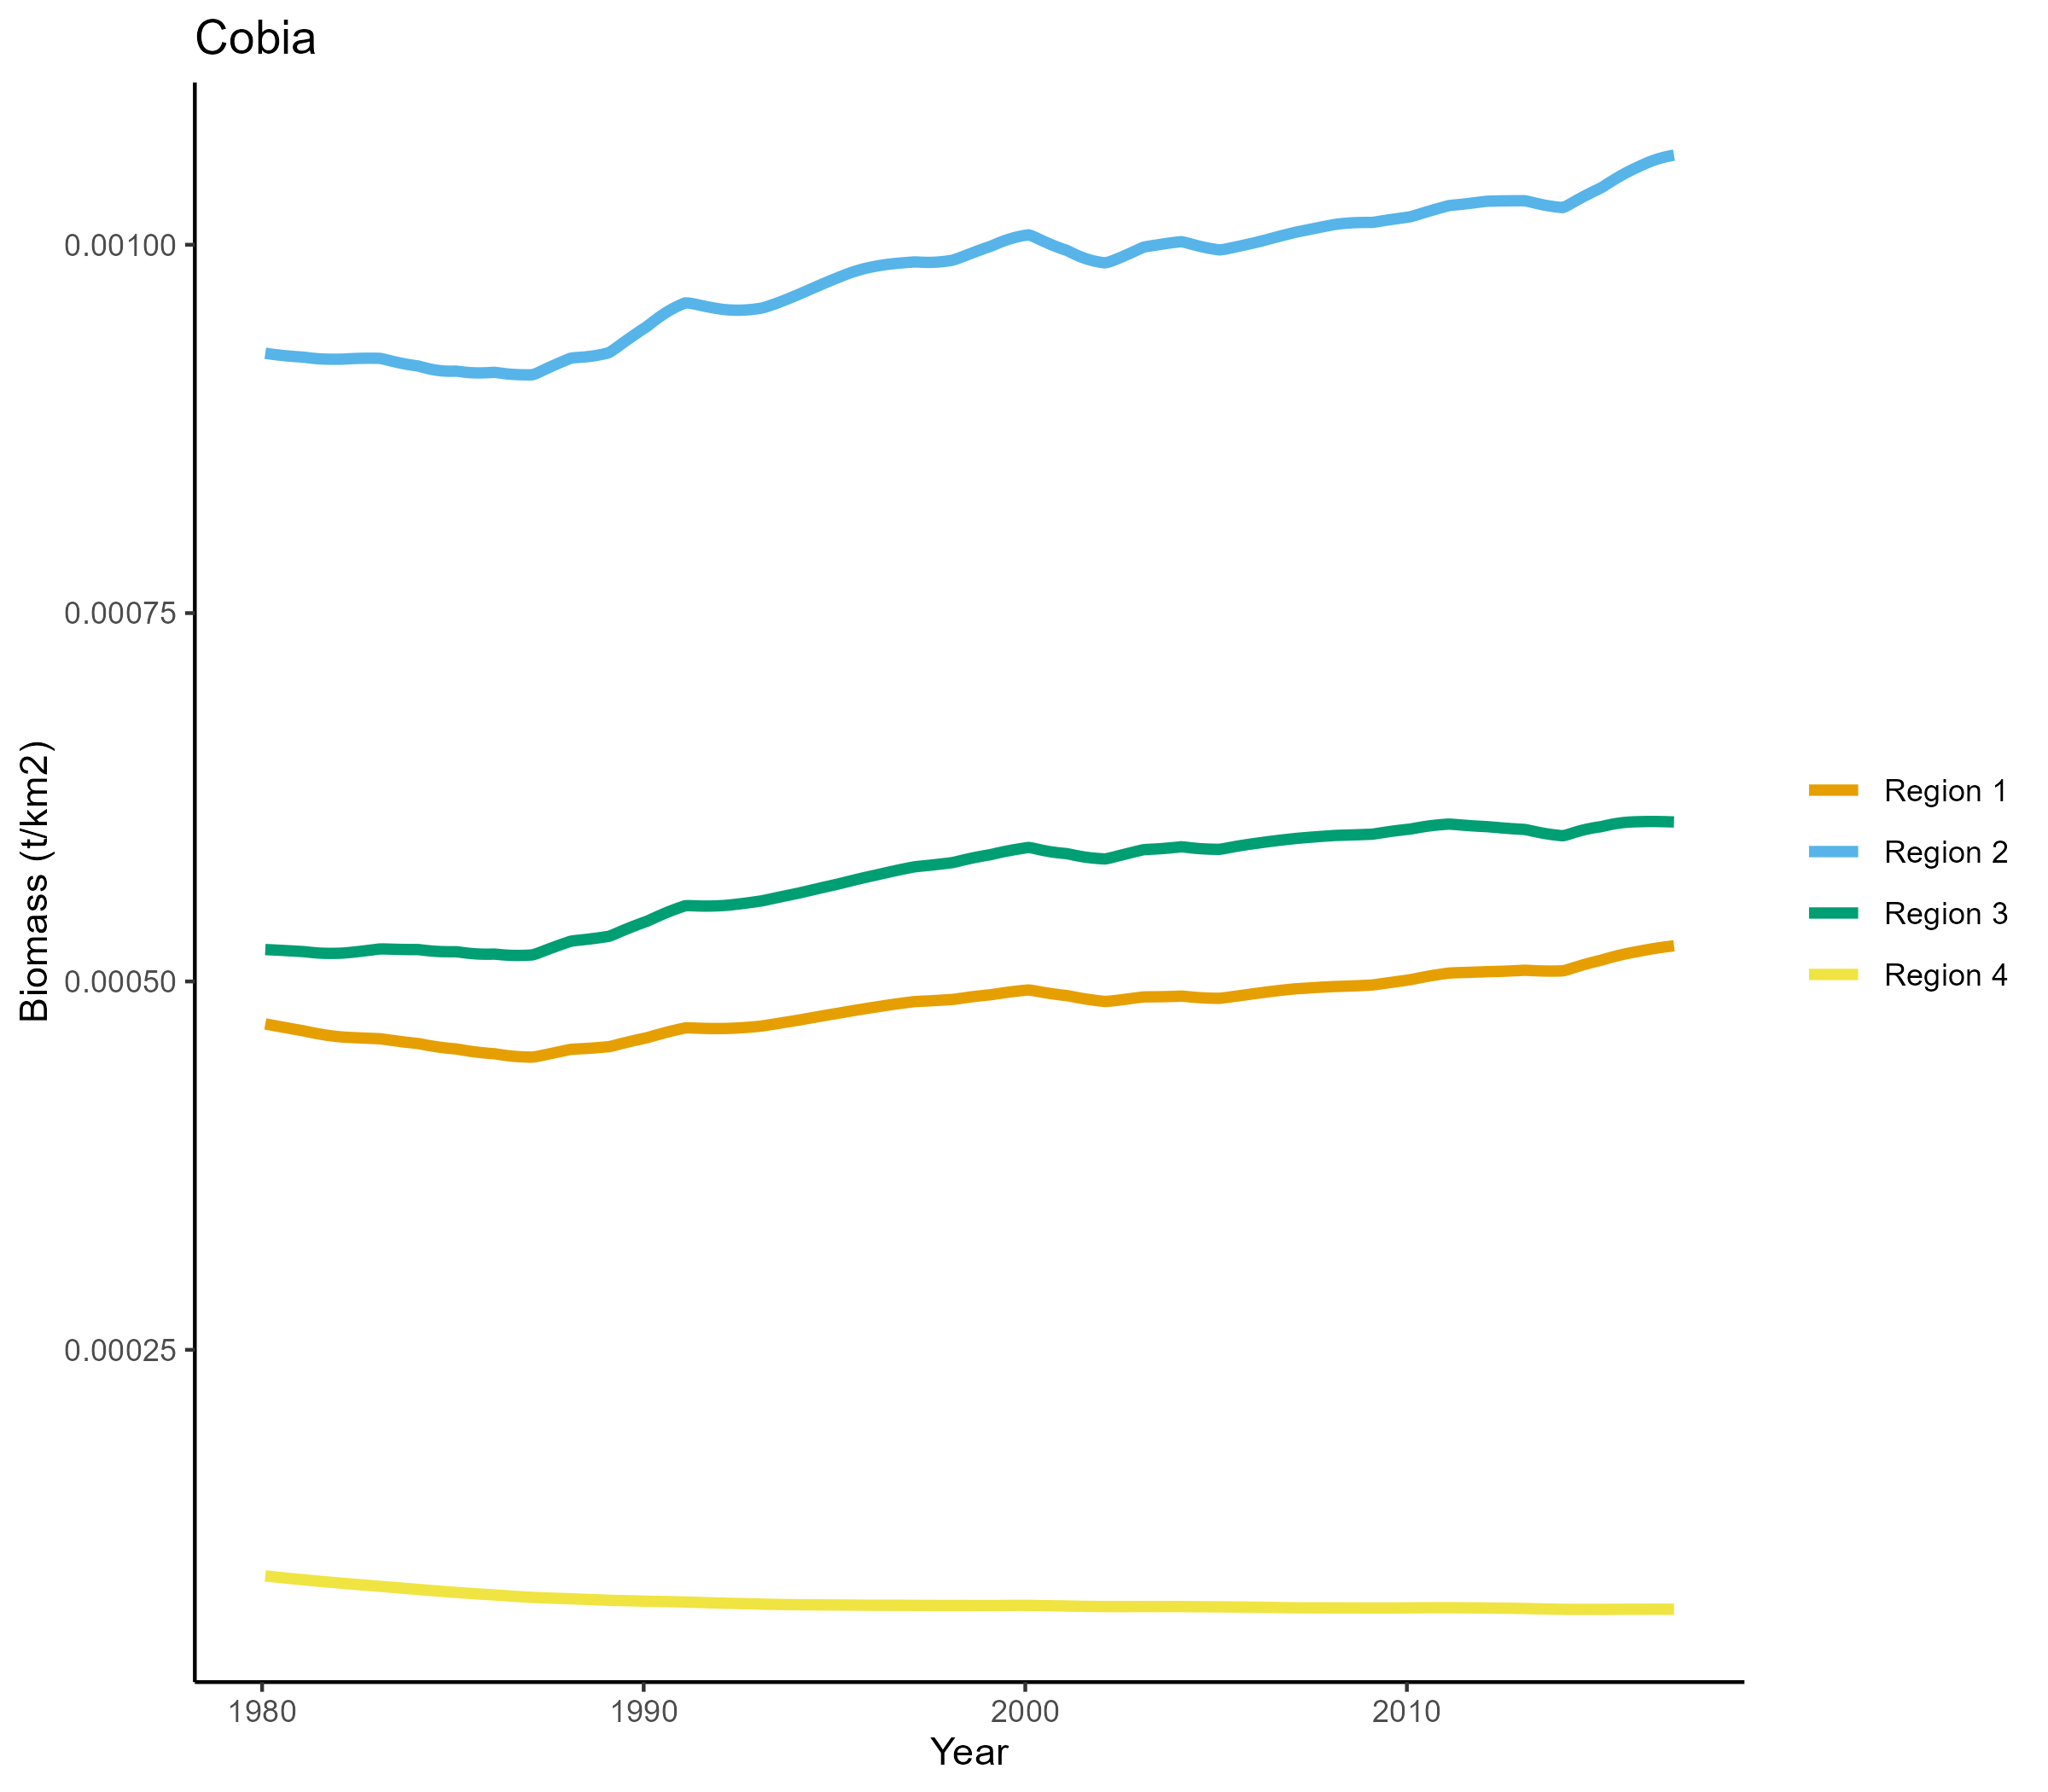 Cobia
Biomass (t/km2)
0.00100
0.00075
0.00050
0.00025
1980
1990
2000
2010
Year
Region 1
Region 2
Region 3
Region 4